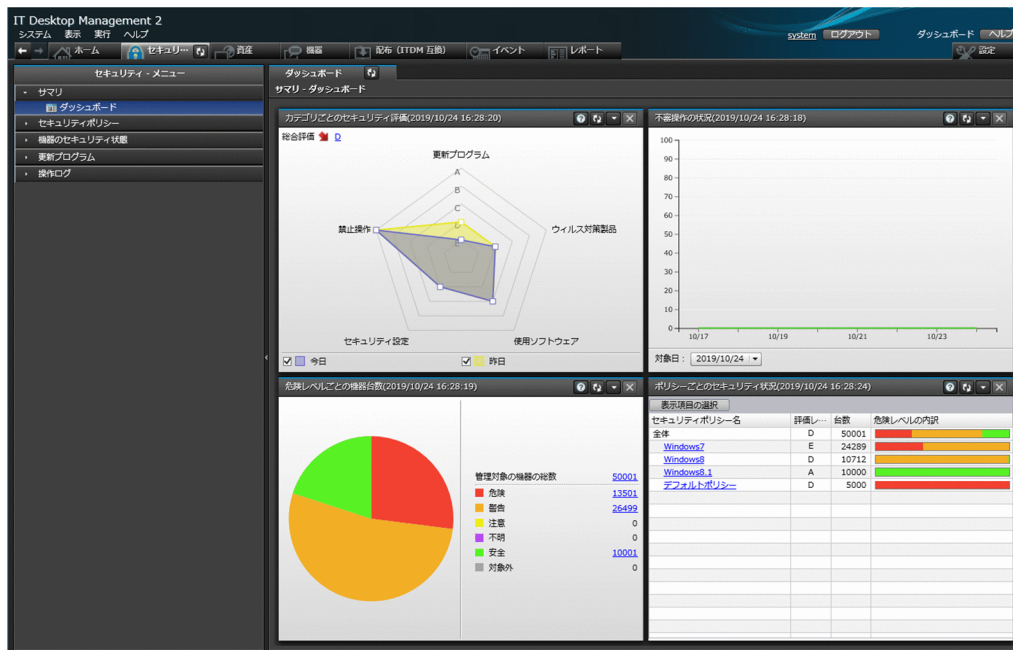 IT Desktop Management 2
システム 表示 実行 ヘルプ
system ログアウト ダッシュボード ヘルプ
ホーム セキュリ… 資産 機器 配布 (ITDM 互換) イベント レポート 設定
セキュリティ - メニュー
サマリ
ダッシュボード
セキュリティポリシー
機器のセキュリティ状態
更新プログラム
操作ログ
ダッシュボード
サマリ - ダッシュボード
カテゴリごとのセキュリティ評価(2019/10/24 16:28:20)
総合評価 D
更新プログラム
A
B
C
D
禁止操作
ウィルス対策製品
セキュリティ設定
使用ソフトウェア
今日 昨日
不審操作の状況(2019/10/24 16:28:18)
100
90
80
70
60
50
40
30
20
10
0
10/17 10/19 10/21 10/23
対象日： 2019/10/24
危険レベルごとの機器台数(2019/10/24 16:28:19)
管理対象の機器の総数 50001
危険 13501
警告 26499
注意 0
不明 0
安全 10001
対象外 0
ポリシーごとのセキュリティ状況(2019/10/24 16:28:24)
表示項目の選択
セキュリティポリシー名 評価レ… 台数 危険レベルの内訳
全体 D 50001
Windows7 E 24289
Windows8 D 10712
Windows8.1 A 10000
デフォルトポリシー D 5000